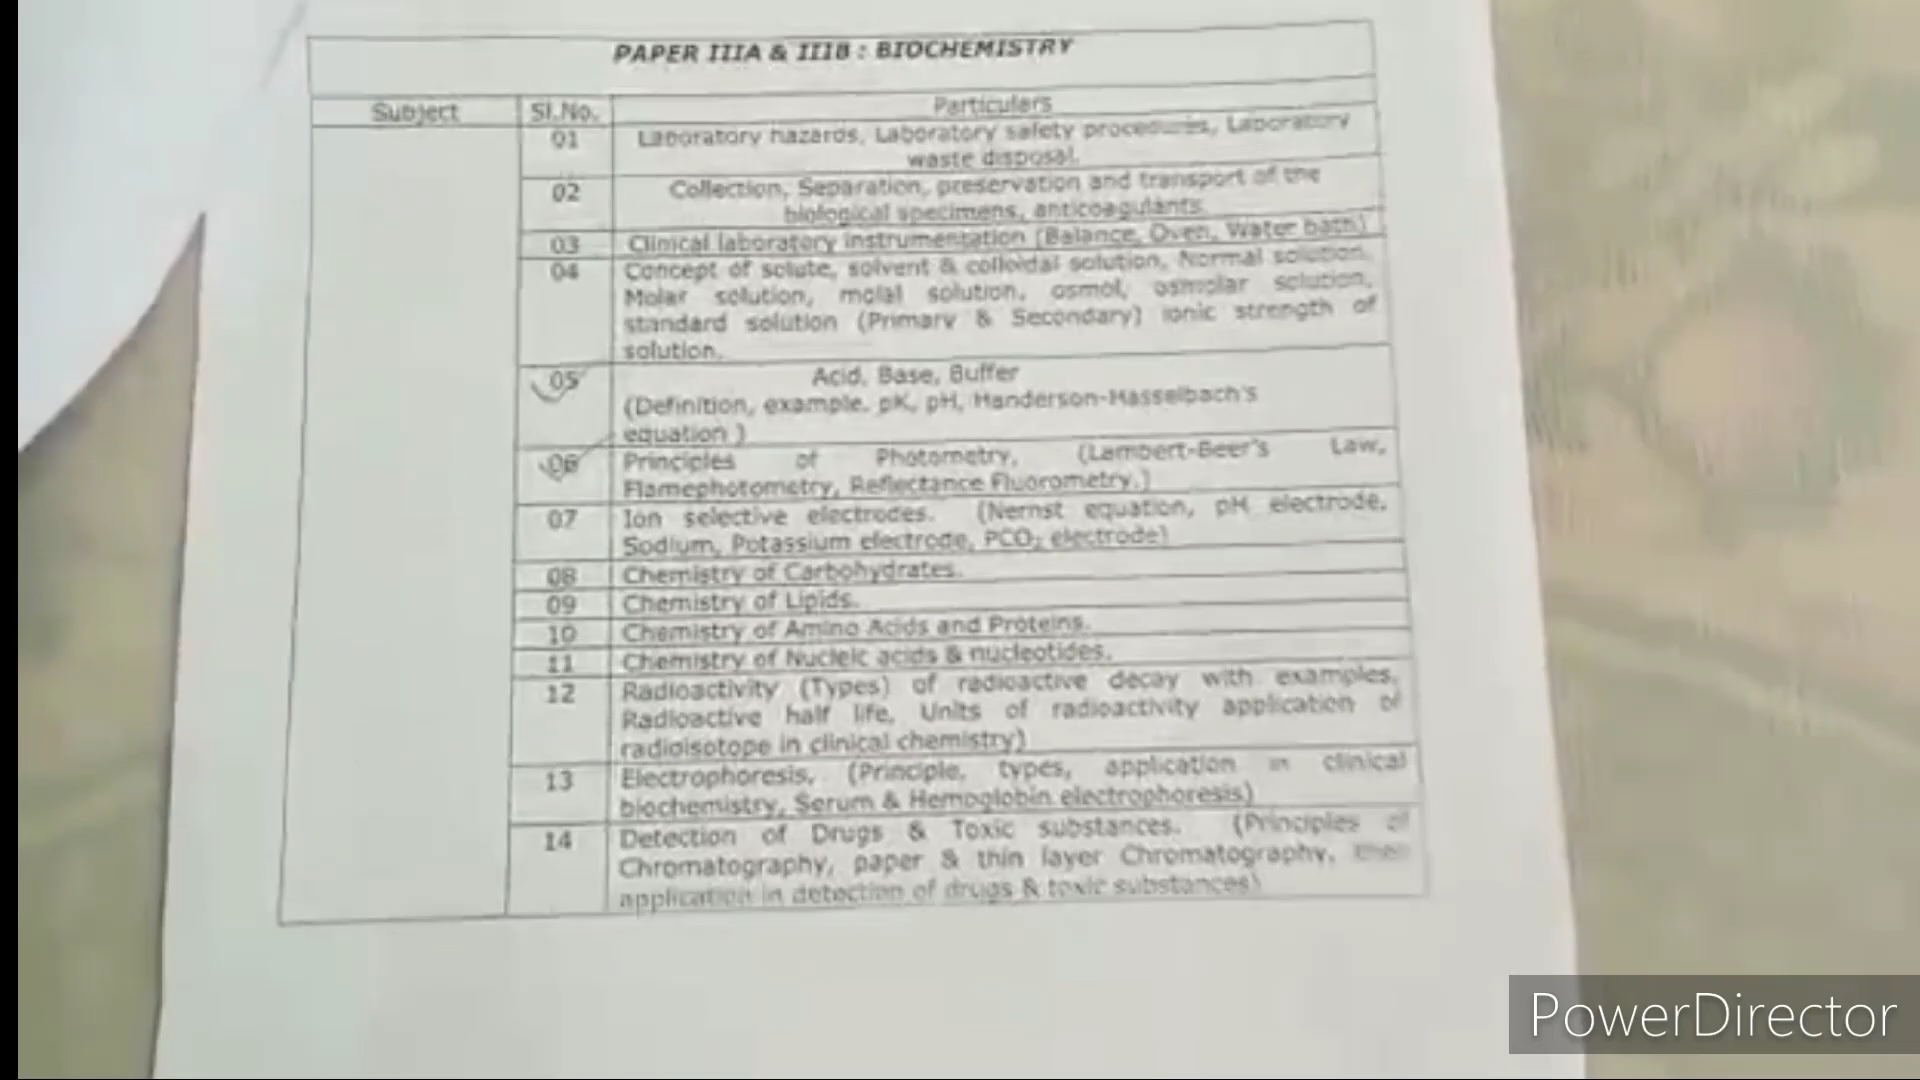 PAPER IIIA & IIIB : BIOCHEMISTRY
Subject Sl.No. Particulars
01 Laboratory hazards, Laboratory safety procedures, Laboratory
waste disposal.
02 Collection, Separation, preservation and transport of the
biological specimens, anticoagulants
03 Clinical laboratory instrumentation (Balance, Oven, Water bath)
04 Concept of solute, solvent & colloidal solution, Normal solution,
Molar solution, molal solution, osmol, osmolar solution,
standard solution (Primary & Secondary) ionic strength of
solution.
05 Acid, Base, Buffer
(Definition, example. pK, pH, Handerson-Hasselbach's
equation )
06 Principles of Photometry, (Lambert-Beer's Law,
Flamephotometry, Reflectance Fluorometry.)
07 Ion selective electrodes. (Nernst equation, pH electrode,
Sodium, Potassium electrode, PCO₂ electrode)
08 Chemistry of Carbohydrates.
09 Chemistry of Lipids.
10 Chemistry of Amino Acids and Proteins.
11 Chemistry of Nucleic acids & nucleotides.
12 Radioactivity (Types) of radioactive decay with examples,
Radioactive half life, Units of radioactivity application of
radioisotope in clinical chemistry)
13 Electrophoresis, (Principle, types, application in clinical
biochemistry, Serum & Hemoglobin electrophoresis)
14 Detection of Drugs & Toxic substances. (Principles of
Chromatography, paper & thin layer Chromatography,
application in detection of drugs & toxic substances)
PowerDirector